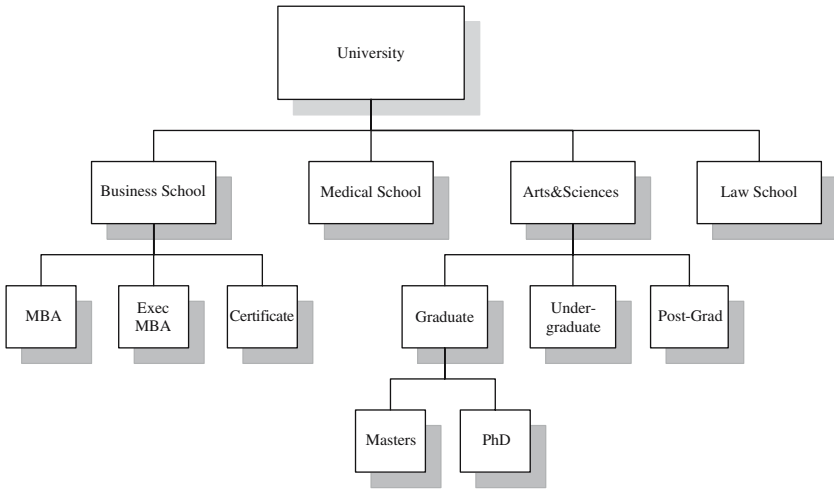 University
Business School
Medical School
Arts&Sciences
Law School
MBA
Exec
MBA
Certificate
Graduate
Under-
graduate
Post-Grad
Masters
PhD